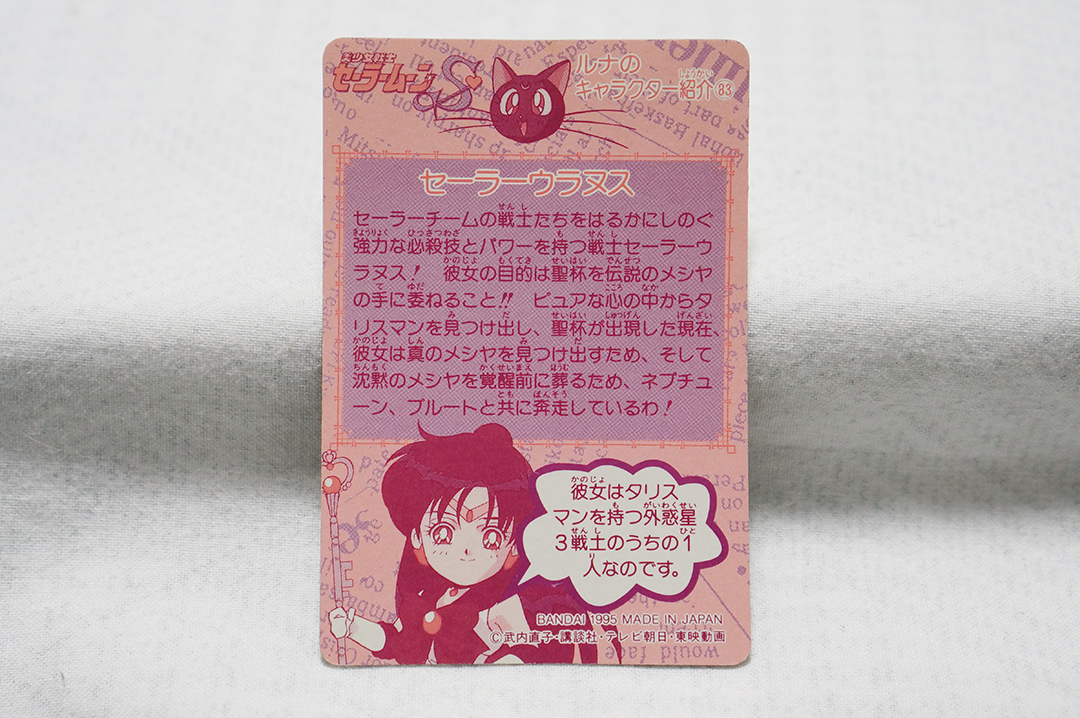 美少女戦士
セーラームーンS
ルナの
キャラクター紹介 83
しょうかい
セーラーウラヌス
セーラーチームの戦士たちをはるかにしのぐ
強力な必殺技とパワーを持つ戦士セーラーウ
ラヌス! 彼女の目的は聖杯を伝説のメシヤ
の手に委ねること!! ピュアな心の中からタ
リスマンを見つけ出し、聖杯が出現した現在、
彼女は真のメシヤを見つけ出すため、そして
沈黙のメシヤを覚醒前に葬るため、ネプチュ
ーン、プルートと共に奔走しているわ!
彼女はタリス
マンを持つ外惑星
3戦士のうちの1
人なのです。
BANDAI 1995 MADE IN JAPAN
©武内直子・講談社・テレビ朝日・東映動画